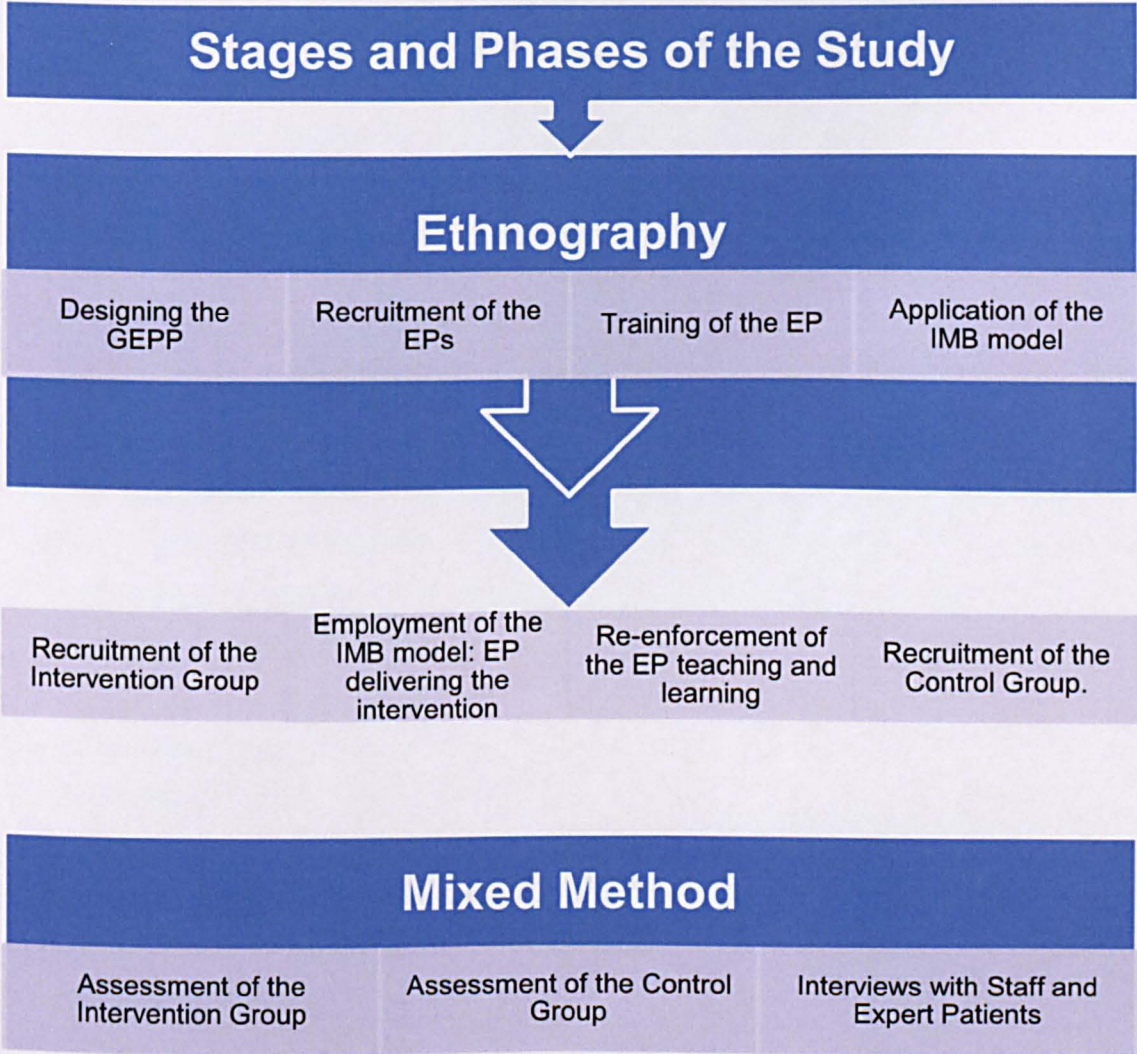 Stages and Phases of the Study
Ethnography
Designing the
GEPP
Recruitment of the
EPs
Training of the EP
Application of the
IMB model
Recruitment of the
Intervention Group
Employment of the
IMB model: EP
delivering the
intervention
Re-enforcement of
the EP teaching and
learning
Recruitment of the
Control Group.
Mixed Method
Assessment of the
Intervention Group
Assessment of the Control
Group
Interviews with Staff and
Expert Patients